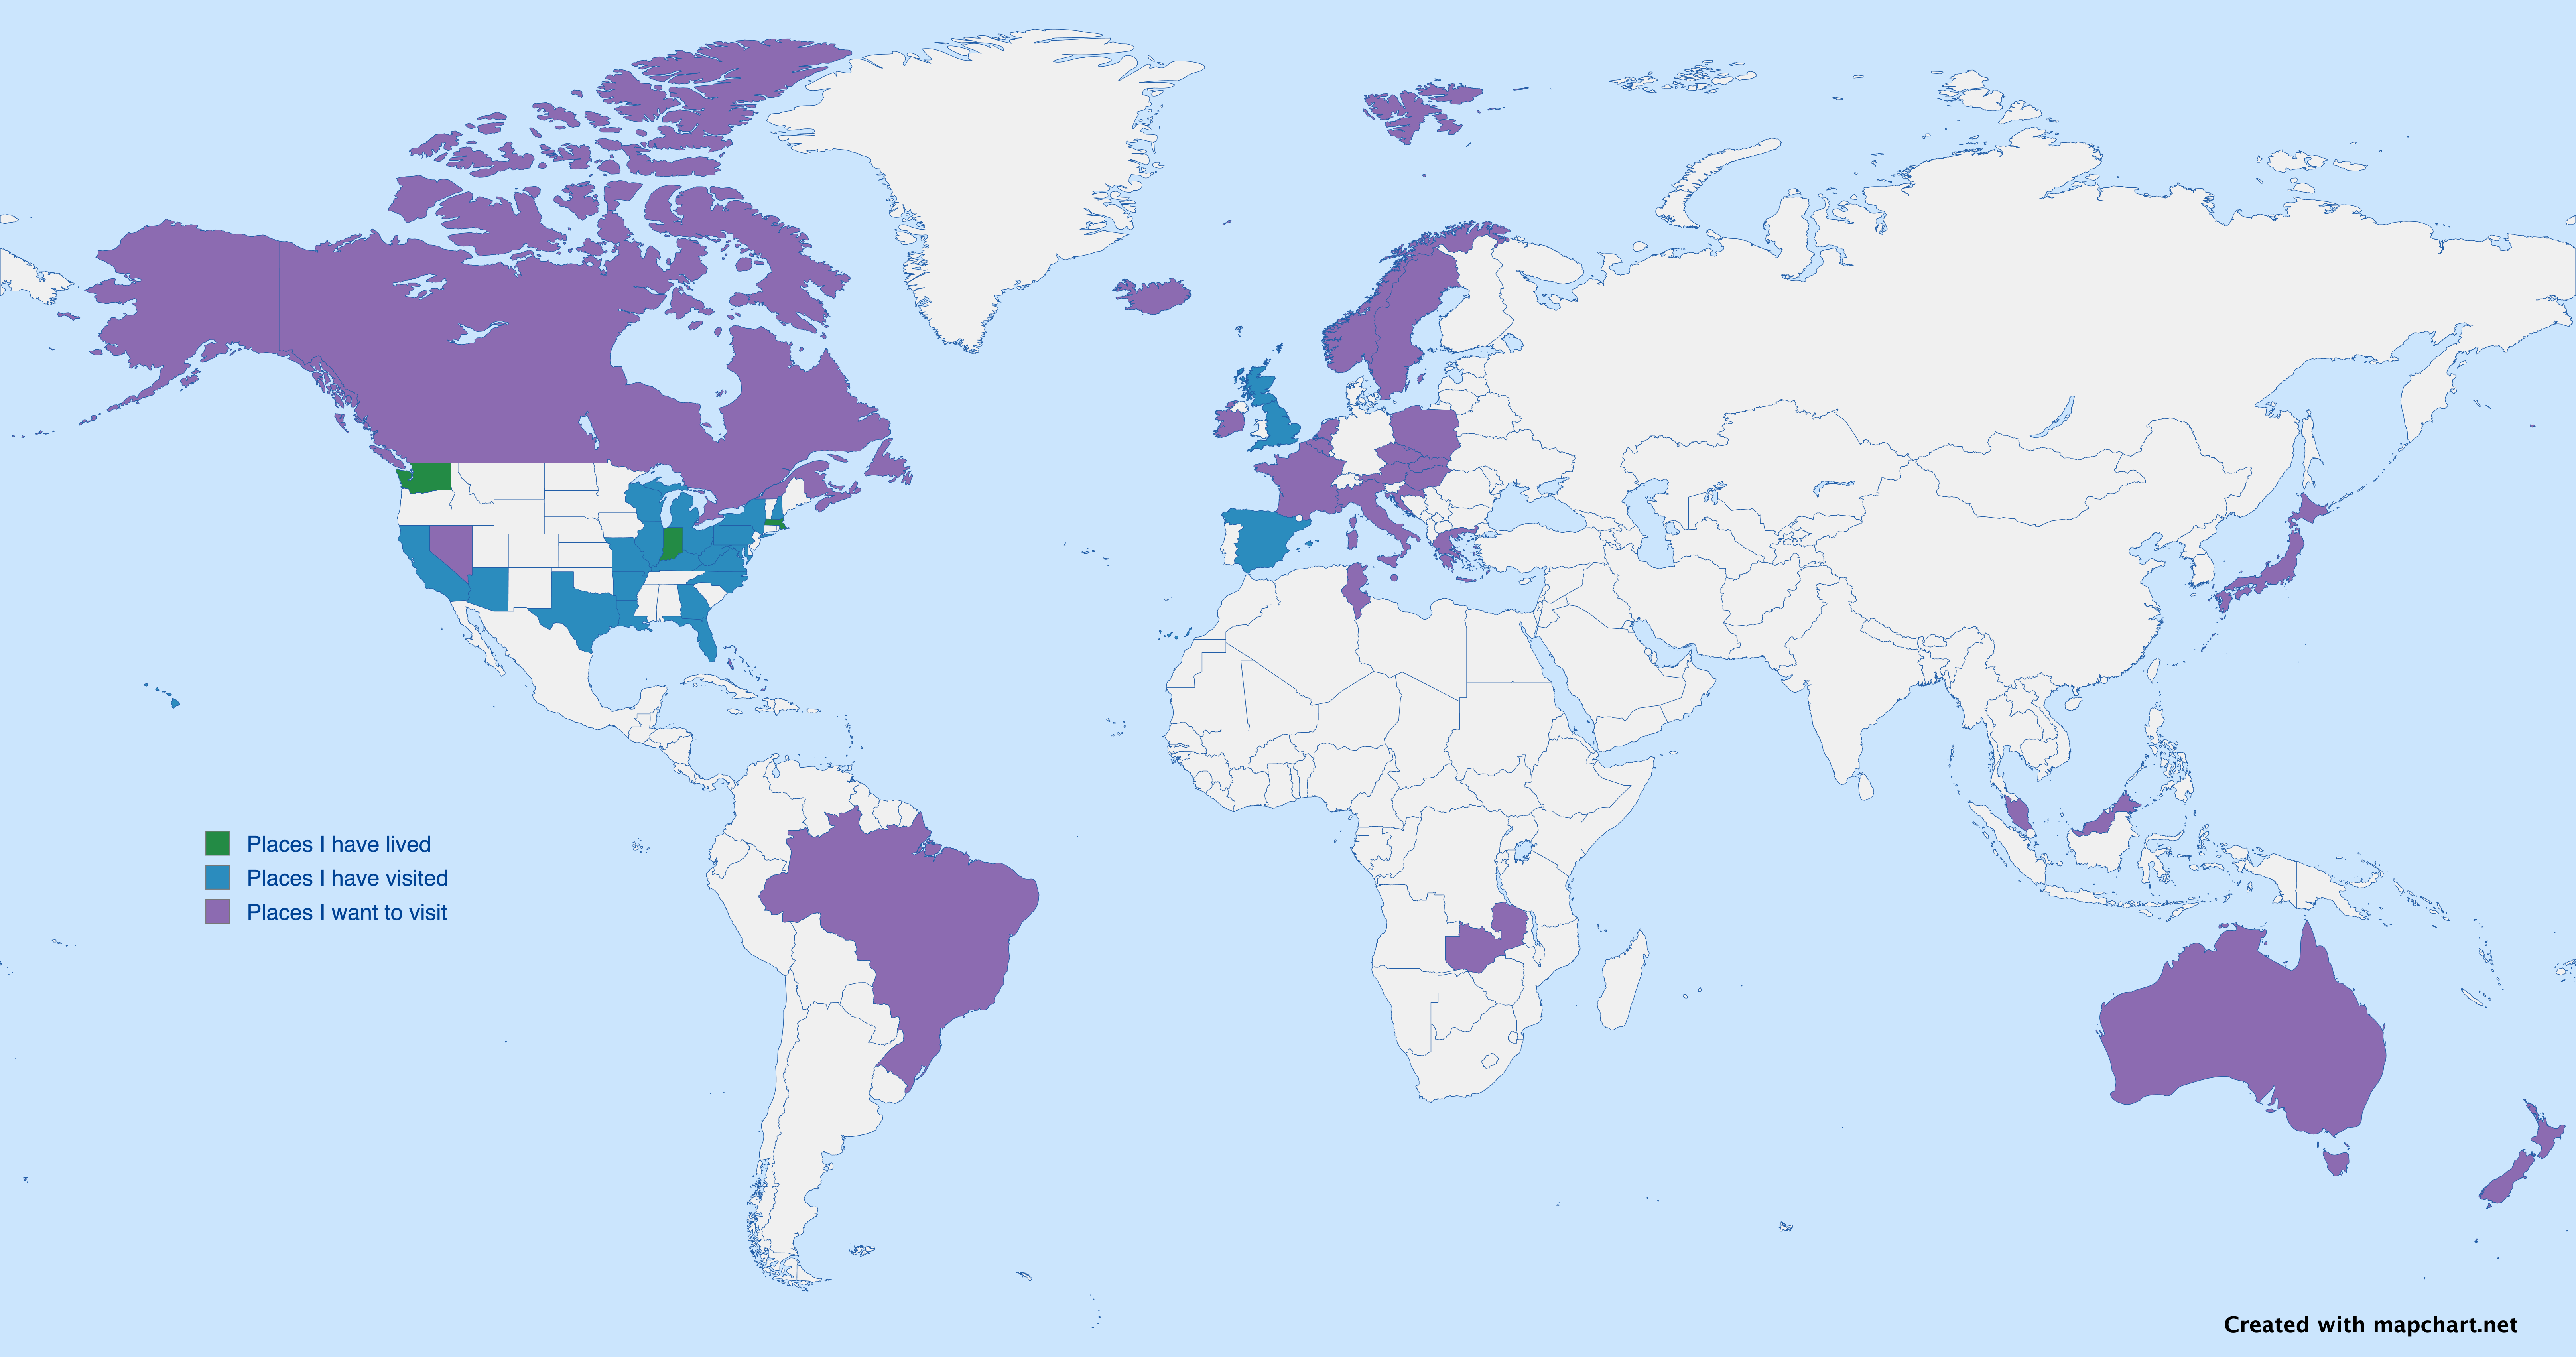 Places I have lived
Places I have visited
Places I want to visit
Created with mapchart.net